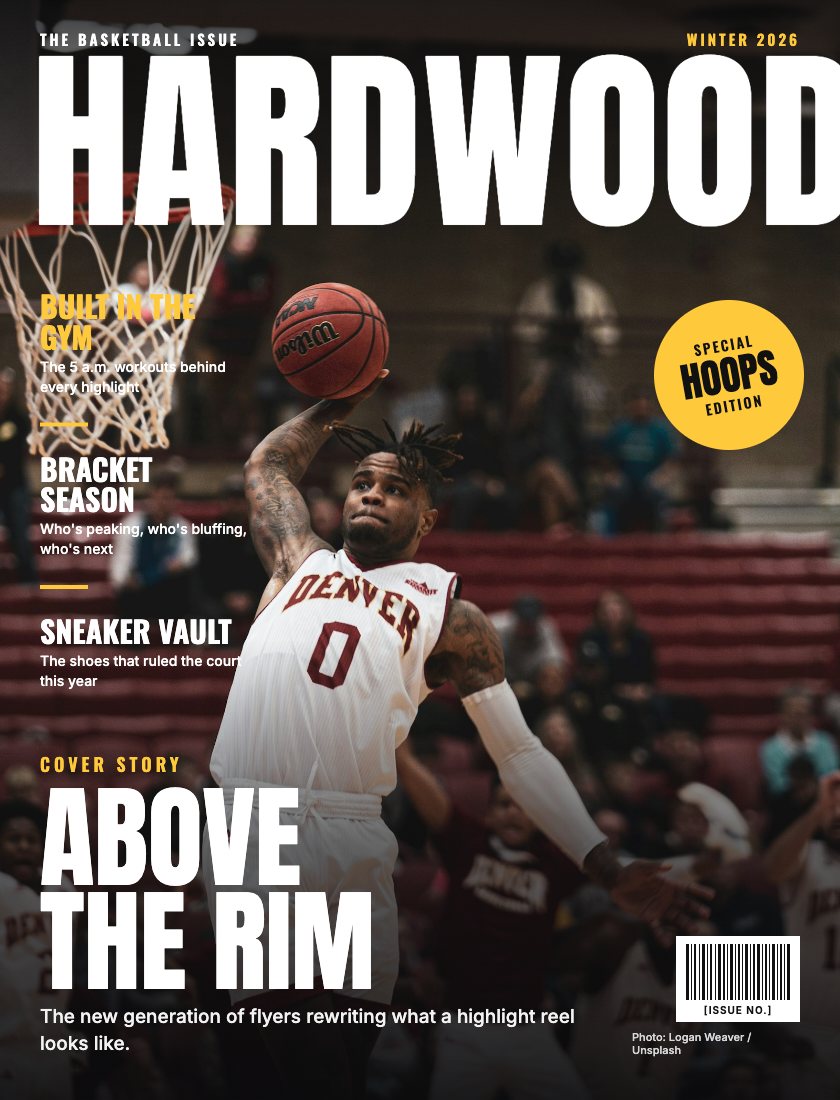 THE BASKETBALL ISSUE
WINTER 2026
HARDWOOD
BUILT IN THE
GYM
The 5 a.m. workouts behind
every highlight
SPECIAL
HOOPS
EDITION
Wilson
BRACKET
SEASON
Who's peaking, who's bluffing,
who's next
DENVER
0
SNEAKER VAULT
The shoes that ruled the court
this year
COVER STORY
ABOVE
THE RIM
The new generation of flyers rewriting what a highlight reel
looks like.
DENVER
[ISSUE NO.]
Photo: Logan Weaver /
Unsplash